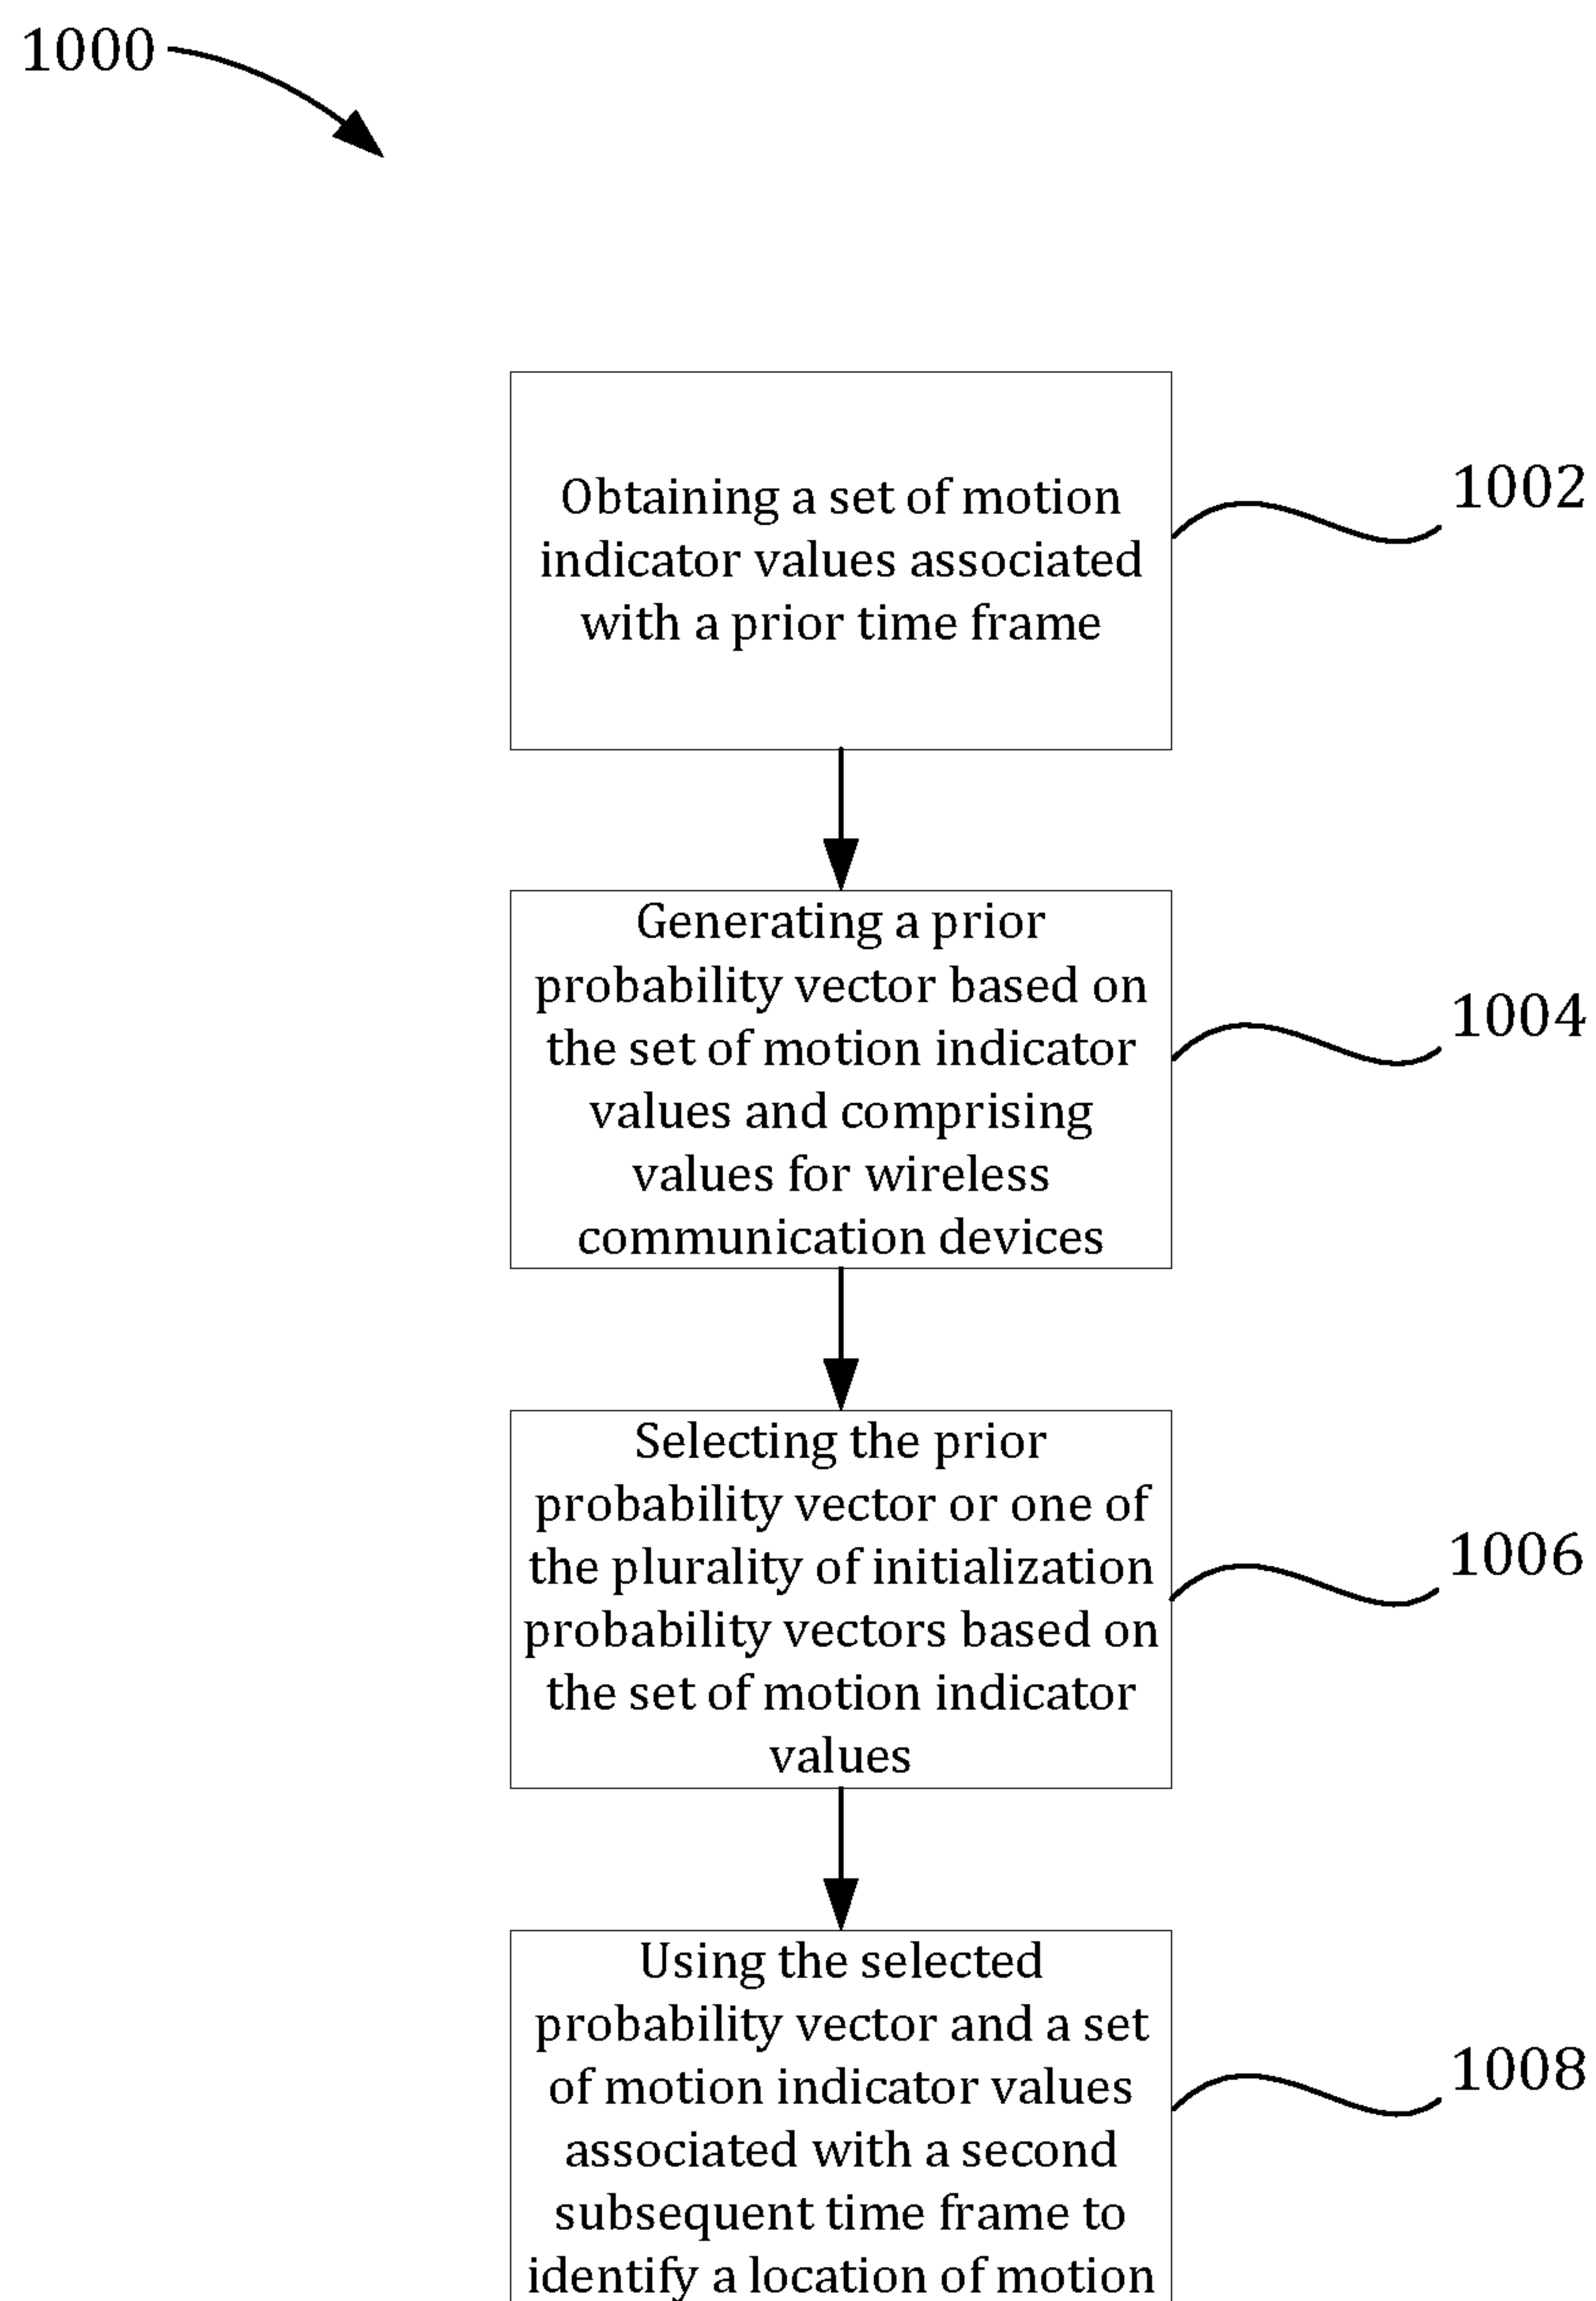 1000
Obtaining a set of motion
indicator values associated
with a prior time frame
1002
Generating a prior
probability vector based on
the set of motion indicator
values and comprising
values for wireless
communication devices
1004
Selecting the prior
probability vector or one of
the plurality of initialization
probability vectors based on
the set of motion indicator
values
1006
Using the selected
probability vector and a set
of motion indicator values
associated with a second
subsequent time frame to
identify a location of motion
1008